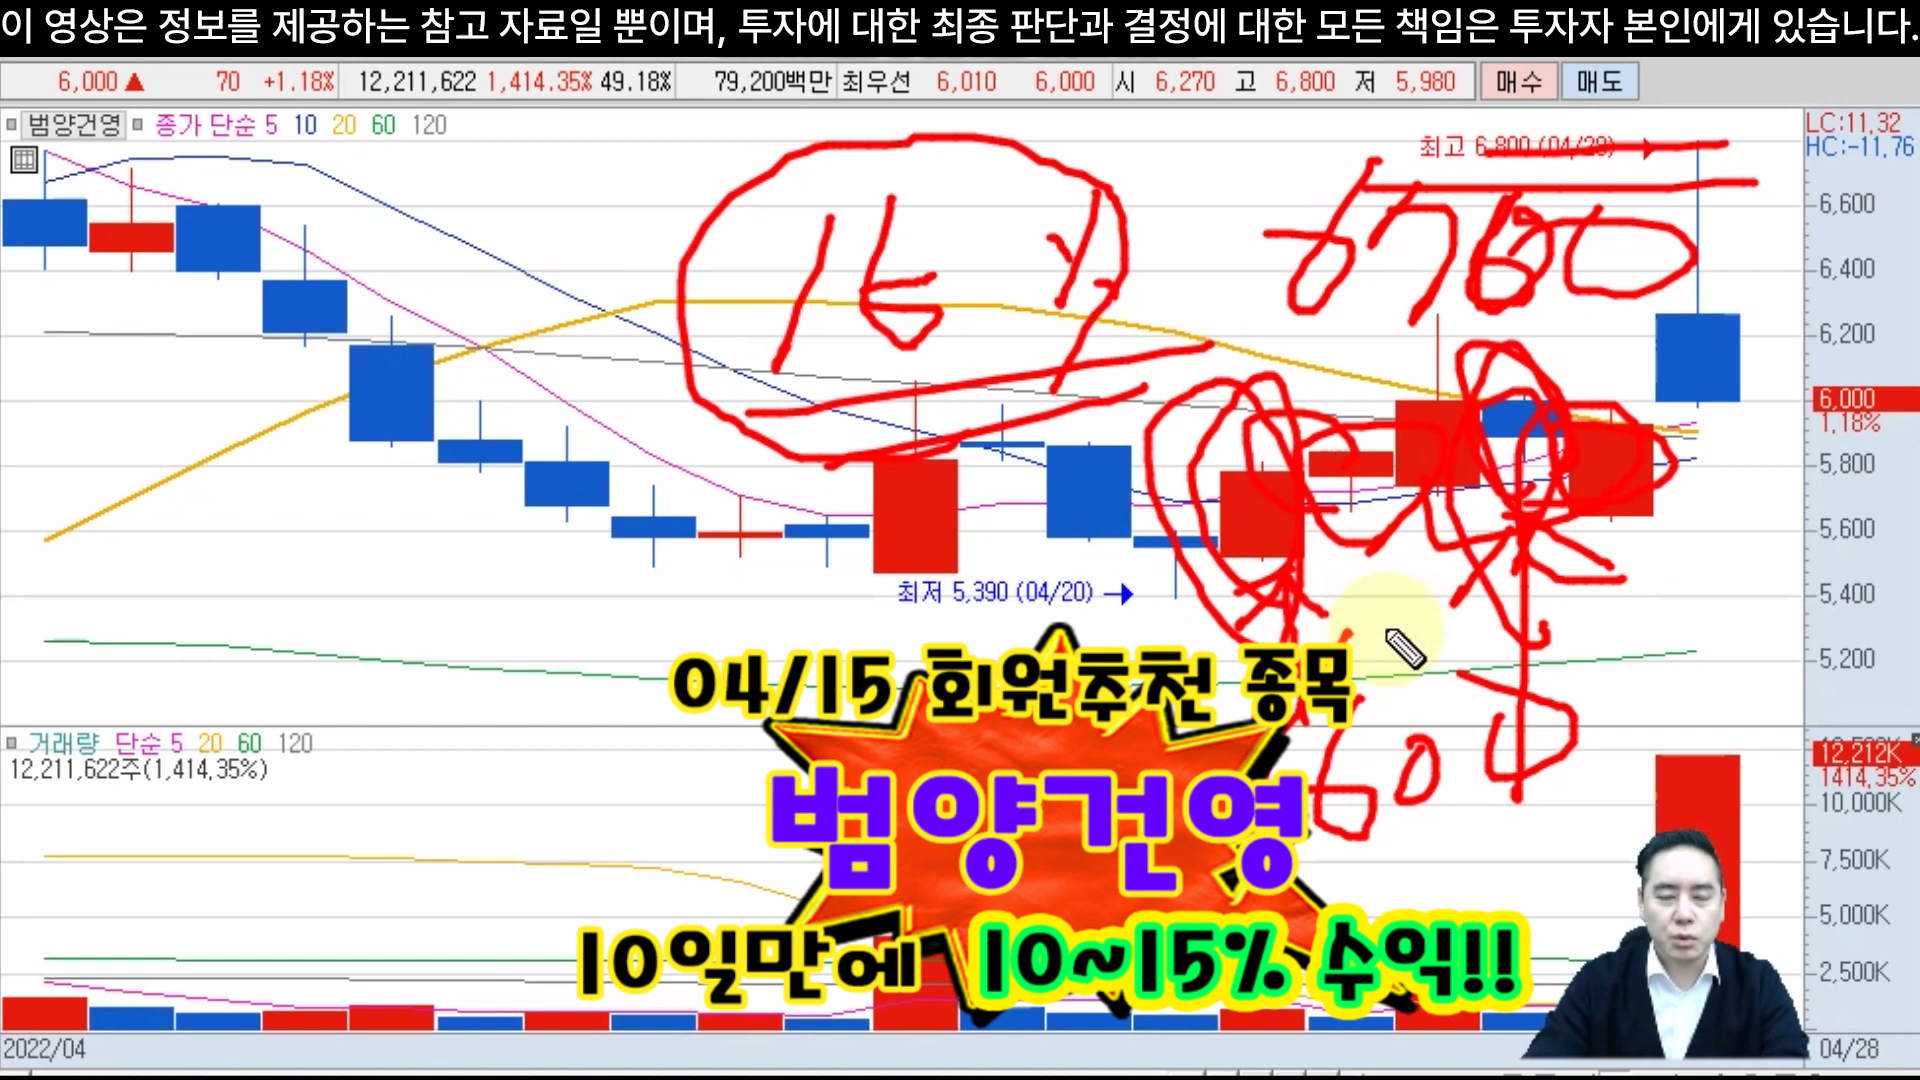 이 영상은 정보를 제공하는 참고 자료일 뿐이며, 투자에 대한 최종 판단과 결정에 대한 모든 책임은 투자자 본인에게 있습니다.
6,000 ▲ 70 +1.18% 12,211,622 1,414.35% 49.18% 79,200백만 최우선 6,010 6,000 시 6,270 고 6,800 저 5,980 매수 매도
범양건영 종가 단순 5 10 20 60 120
LC:11.32
HC:-11.76
최고 6,800 (04/29)
6,600
6,400
6,200
6,000
1.18%
5,800
5,600
5,400
5,200
15%
6760
최저 5,390 (04/20)
04/15 회원추천 종목
범양건영
10일만에 10~15% 수익!!
거래량 단순 5 20 60 120
12,211,622주(1,414.35%)
12,212K
1414.35%
10,000K
7,500K
5,000K
2,500K
2022/04
04/28